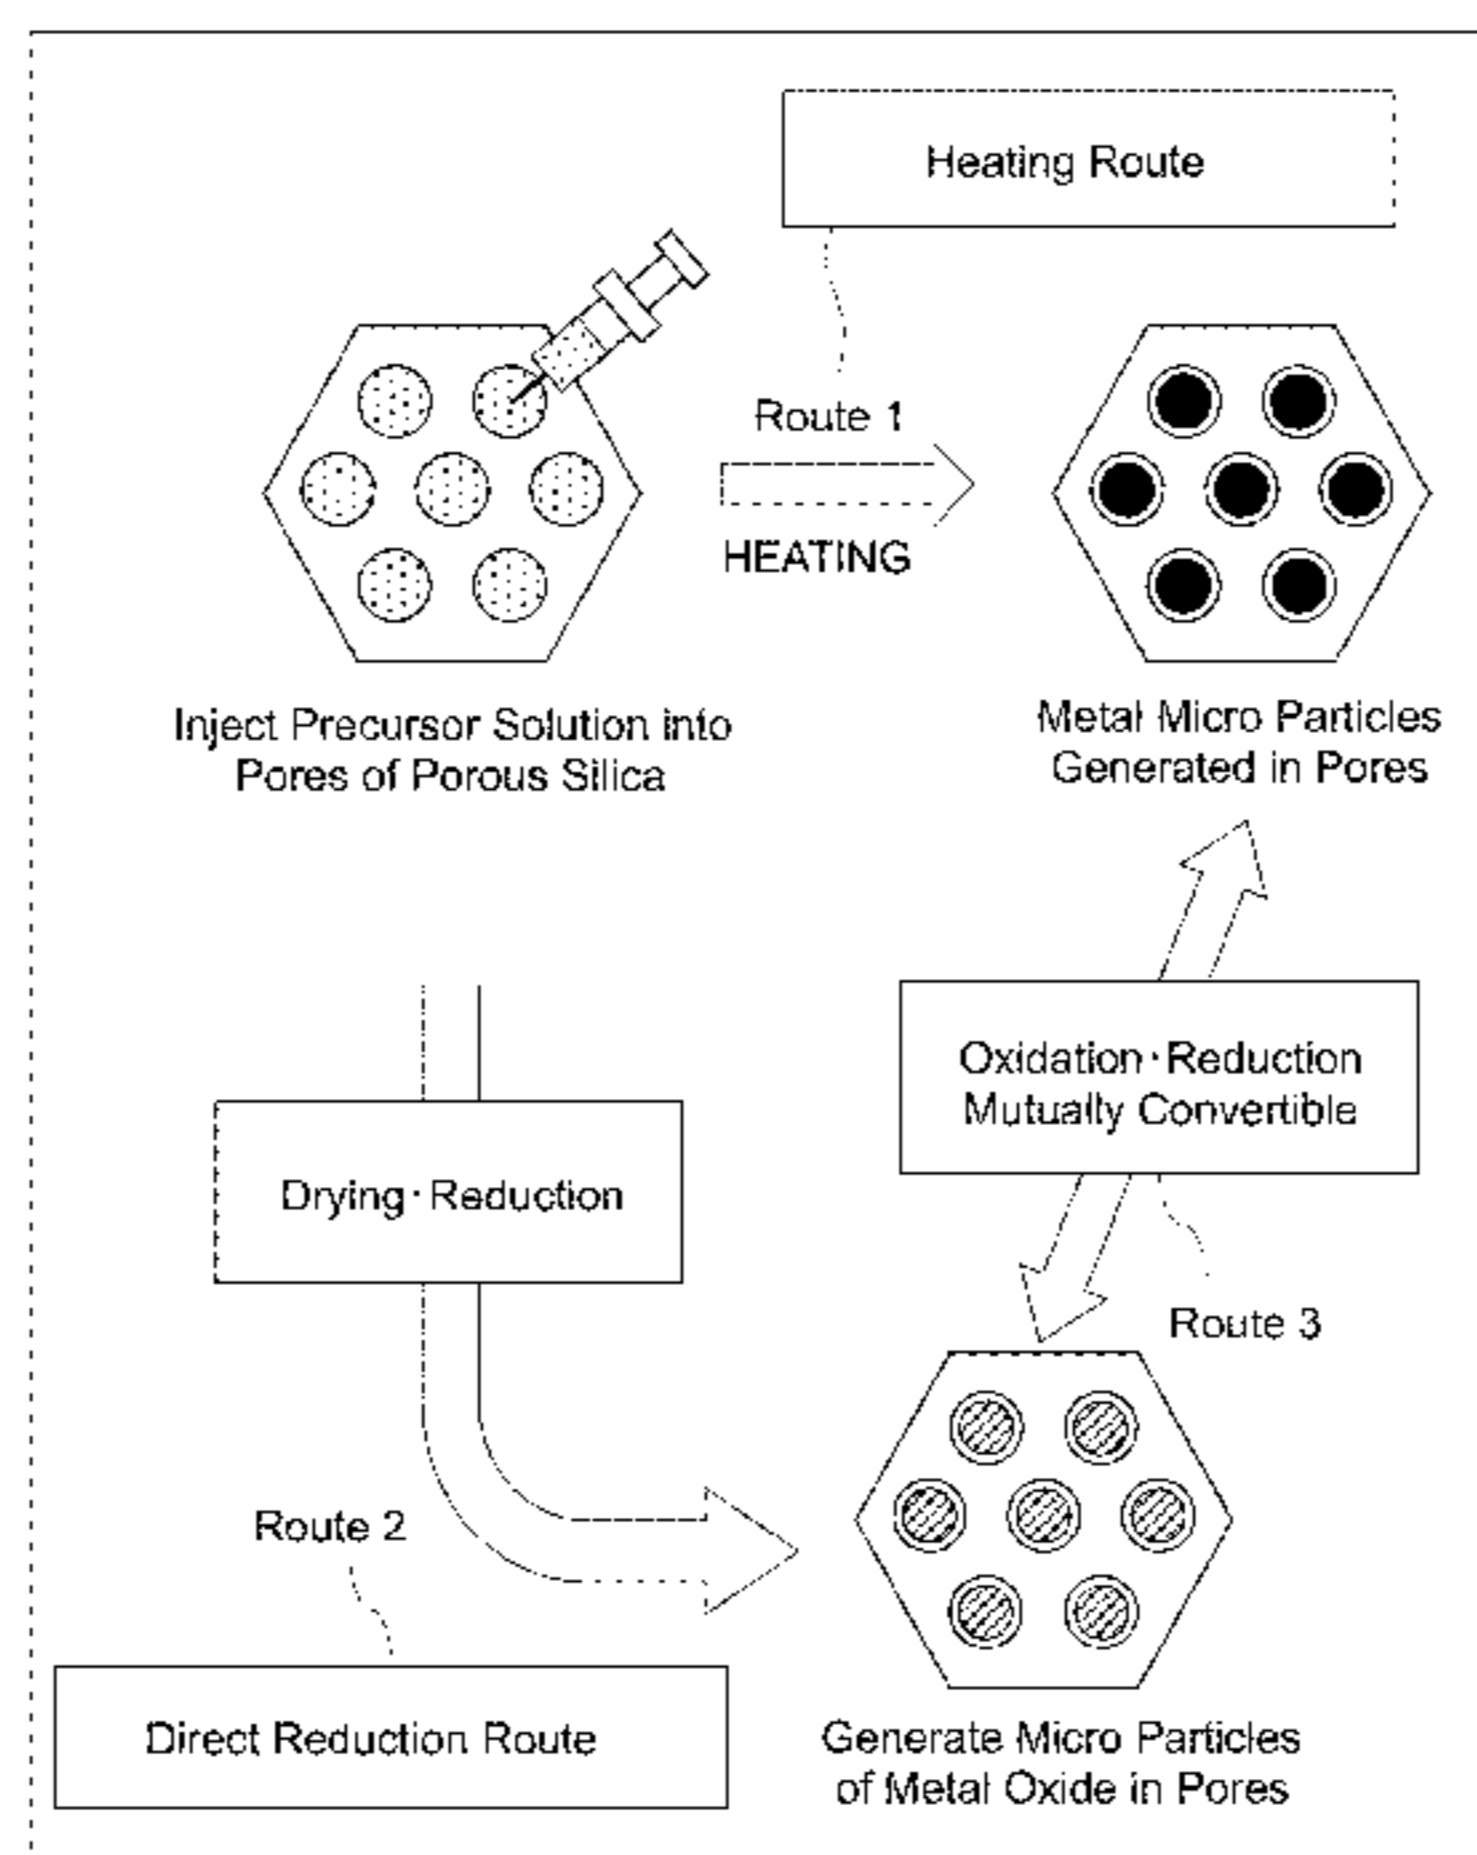 Heating Route
Route 1
HEATING
Inject Precursor Solution into
Pores of Porous Silica
Metal Micro Particles
Generated in Pores
Oxidation·Reduction
Mutually Convertible
Drying·Reduction
Route 3
Route 2
Direct Reduction Route
Generate Micro Particles
of Metal Oxide in Pores